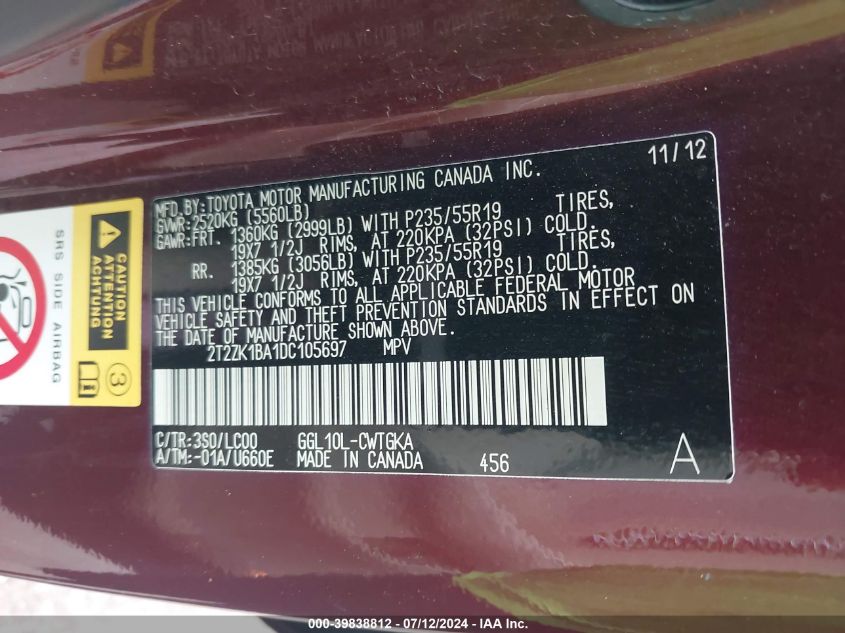 11/12
MFD.BY:TOYOTA MOTOR MANUFACTURING CANADA INC.
GVWR:2520KG (5560LB)
GAWR:FRT. 1360KG (2999LB) WITH P235/55R19 TIRES,
19X7 1/2J RIMS, AT 220KPA (32PSI) COLD.
RR. 1385KG (3056LB) WITH P235/55R19 TIRES,
19X7 1/2J RIMS, AT 220KPA (32PSI) COLD.
THIS VEHICLE CONFORMS TO ALL APPLICABLE FEDERAL MOTOR
VEHICLE SAFETY AND THEFT PREVENTION STANDARDS IN EFFECT ON
THE DATE OF MANUFACTURE SHOWN ABOVE.
2T2ZK1BA1DC105697 MPV
C/TR:3S0/LC00 GGL10L-CWTGKA
A/TM:-01A/U660E MADE IN CANADA 456 A
SRS SIDE AIRBAG
CAUTION
ATTENTION
ACHTUNG
3
000-39838812 - 07/12/2024 - IAA, Inc.